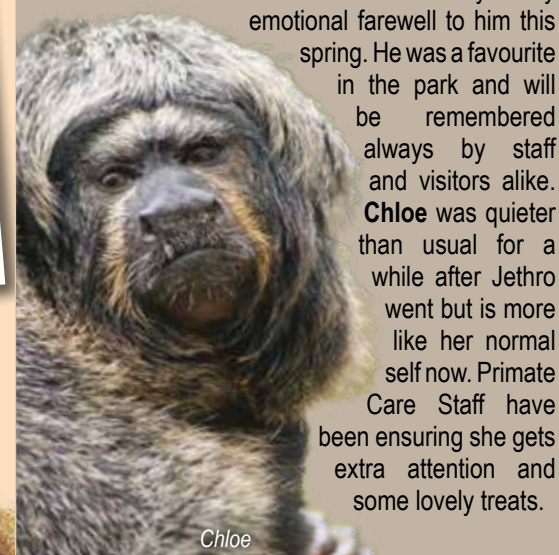 emotional farewell to him this
spring. He was a favourite
in the park and will
be remembered
always by staff
and visitors alike.
Chloe was quieter
than usual for a
while after Jethro
went but is more
like her normal
self now. Primate
Care Staff have
been ensuring she gets
extra attention and
some lovely treats.
Chloe